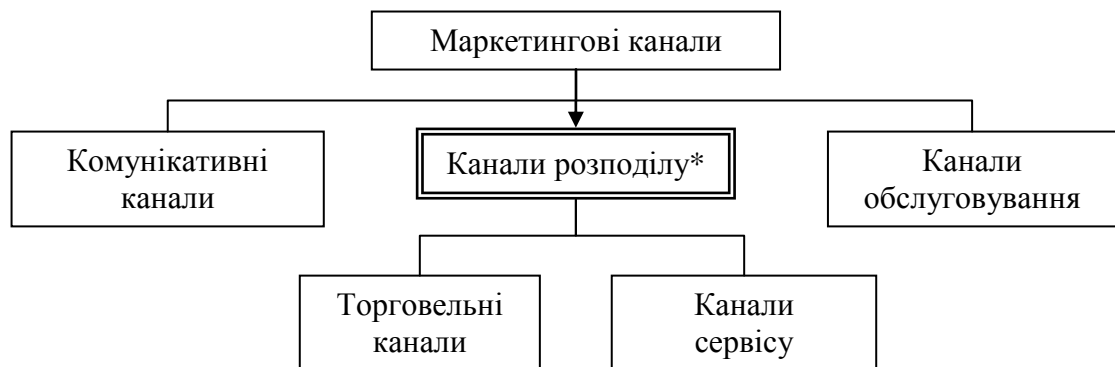 Маркетингові канали
Комунікативні
канали
Канали розподілу*
Канали
обслуговування
Торговельні
канали
Канали
сервісу